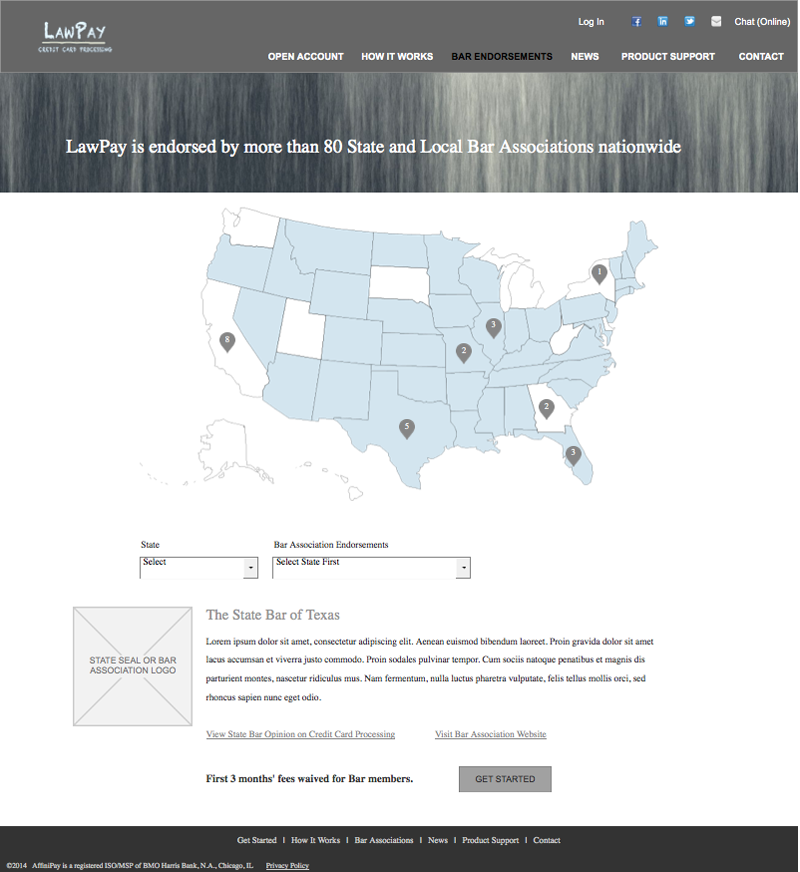 LAWPAY
CREDIT CARD PROCESSING
Log In
Chat (Online)
OPEN ACCOUNT HOW IT WORKS BAR ENDORSEMENTS NEWS PRODUCT SUPPORT CONTACT
LawPay is endorsed by more than 80 State and Local Bar Associations nationwide
1
3
8
2
2
5
3
State Bar Association Endorsements
Select Select State First
STATE SEAL OR BAR
ASSOCIATION LOGO
The State Bar of Texas
Lorem ipsum dolor sit amet, consectetur adipiscing elit. Aenean euismod bibendum laoreet. Proin gravida dolor sit amet
lacus accumsan et viverra justo commodo. Proin sodales pulvinar tempor. Cum sociis natoque penatibus et magnis dis
parturient montes, nascetur ridiculus mus. Nam fermentum, nulla luctus pharetra vulputate, felis tellus mollis orci, sed
rhoncus sapien nunc eget odio.
View State Bar Opinion on Credit Card Processing Visit Bar Association Website
First 3 months' fees waived for Bar members. GET STARTED
Get Started | How It Works | Bar Associations | News | Product Support | Contact
©2014 AffiniPay is a registered ISO/MSP of BMO Harris Bank, N.A., Chicago, IL Privacy Policy